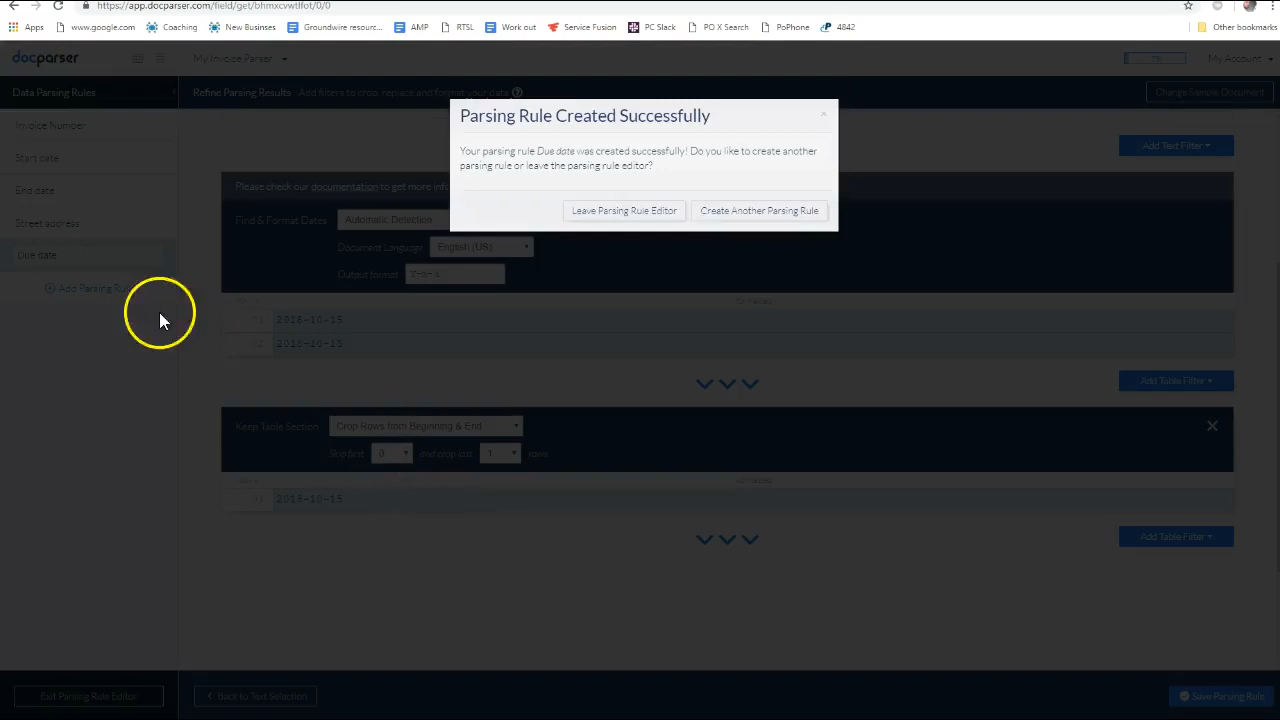 https://app.docparser.com/field/get/bhmxcvwtlfot/0/0
Apps www.google.com Coaching New Businses Groundwire resourc... AMP RTSL Work out Service Fusion PC Slack PO X Search PoPhone 4842 Other bookmarks
docparser My Invoice Parser My Account
Data Parsing Rules Refine Parsing Results Add filters to crop, replace and format your data Change Sample Document
Invoice Number
Start date
End date
Street address
Due date
Add Parsing Rule
Parsing Rule Created Successfully
Your parsing rule Due date was created successfully! Do you like to create another
parsing rule or leave the parsing rule editor?
Leave Parsing Rule Editor Create Another Parsing Rule
Add Text Filter
Please check our documentation to get more info
Find & Format Dates Automatic Detection
Document Language English (US)
Output format
2018-10-15
2018-10-15
Add Table Filter
Keep Table Section Crop Rows from Beginning & End
Skip first 0 and crop last 1 rows
2018-10-15
Add Table Filter
Exit Parsing Rule Editor Back to Text Selection Save Parsing Rule